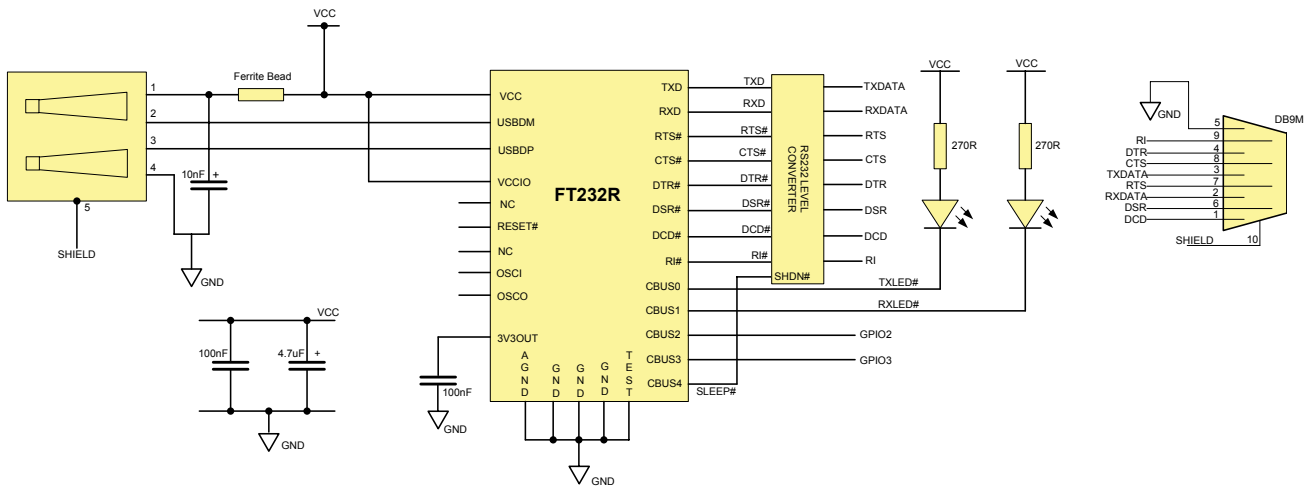 VCC
Ferrite Bead
1
2
3
4
5
SHIELD
10nF +
GND
VCC
100nF
4.7uF +
GND
FT232R
VCC
USBDM
USBDP
VCCIO
NC
RESET#
NC
OSCI
OSCO
3V3OUT
100nF
GND
AGND
GND
GND
GND
TEST
GND
TXD
RXD
RTS#
CTS#
DTR#
DSR#
DCD#
RI#
CBUS0
CBUS1
CBUS2
CBUS3
CBUS4
TXD
RXD
RTS#
CTS#
DTR#
DSR#
DCD#
RI#
SLEEP#
RS232 LEVEL
CONVERTER
SHDN#
TXDATA
RXDATA
RTS
CTS
DTR
DSR
DCD
RI
TXLED#
RXLED#
GPIO2
GPIO3
VCC
270R
VCC
270R
GND
DB9M
5
RI 9
DTR 4
CTS 8
TXDATA 3
RTS 7
RXDATA 2
DSR 6
DCD 1
SHIELD 10